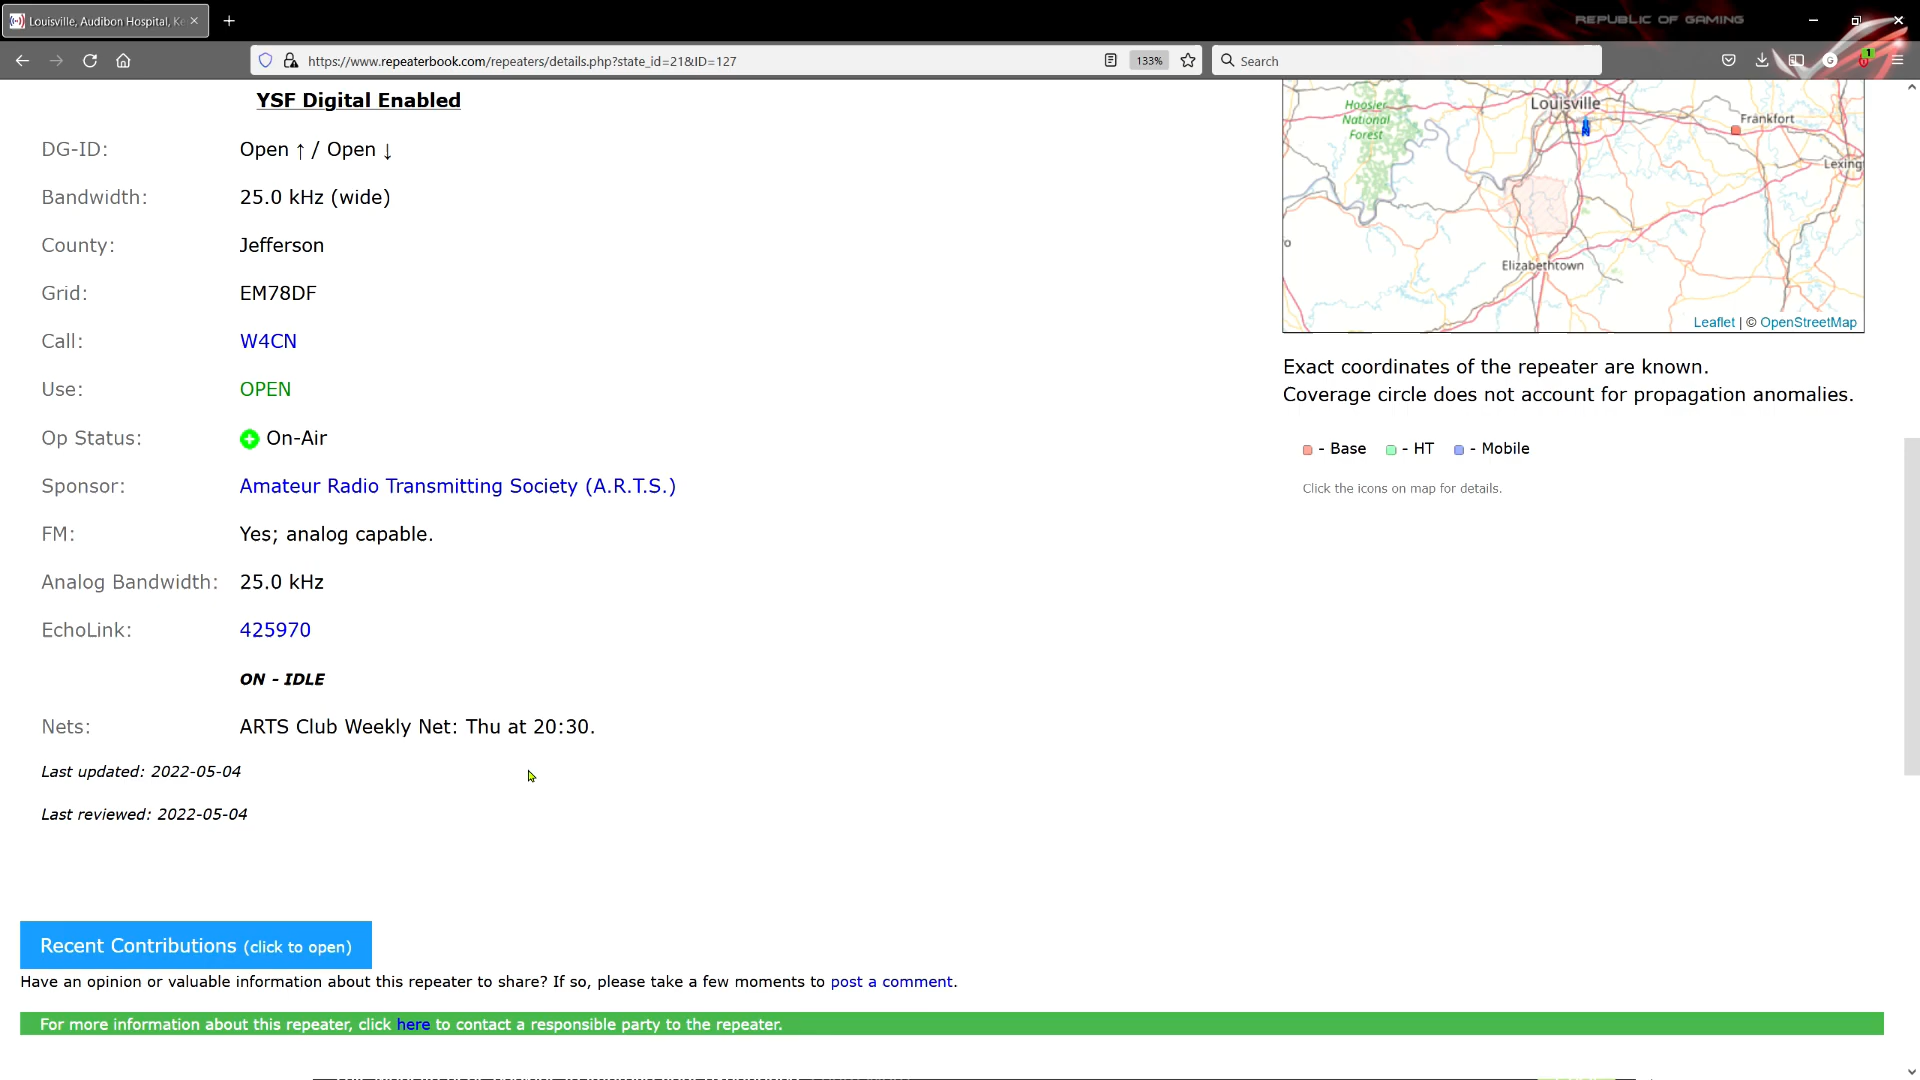 Louisville, Audibon Hospital, Ke
REPUBLIC OF GAMING
https://www.repeaterbook.com/repeaters/details.php?state_id=21&ID=127
133%
Search
YSF Digital Enabled
DG-ID: Open ↑ / Open ↓
Bandwidth: 25.0 kHz (wide)
County: Jefferson
Grid: EM78DF
Call: W4CN
Use: OPEN
Op Status: On-Air
Sponsor: Amateur Radio Transmitting Society (A.R.T.S.)
FM: Yes; analog capable.
Analog Bandwidth: 25.0 kHz
EchoLink: 425970
ON - IDLE
Nets: ARTS Club Weekly Net: Thu at 20:30.
Last updated: 2022-05-04
Last reviewed: 2022-05-04
Hoosier
National
Forest
Louisville
Frankfort
Lexing
Elizabethtown
Leaflet | © OpenStreetMap
Exact coordinates of the repeater are known.
Coverage circle does not account for propagation anomalies.
- Base - HT - Mobile
Click the icons on map for details.
Recent Contributions (click to open)
Have an opinion or valuable information about this repeater to share? If so, please take a few moments to post a comment.
For more information about this repeater, click here to contact a responsible party to the repeater.